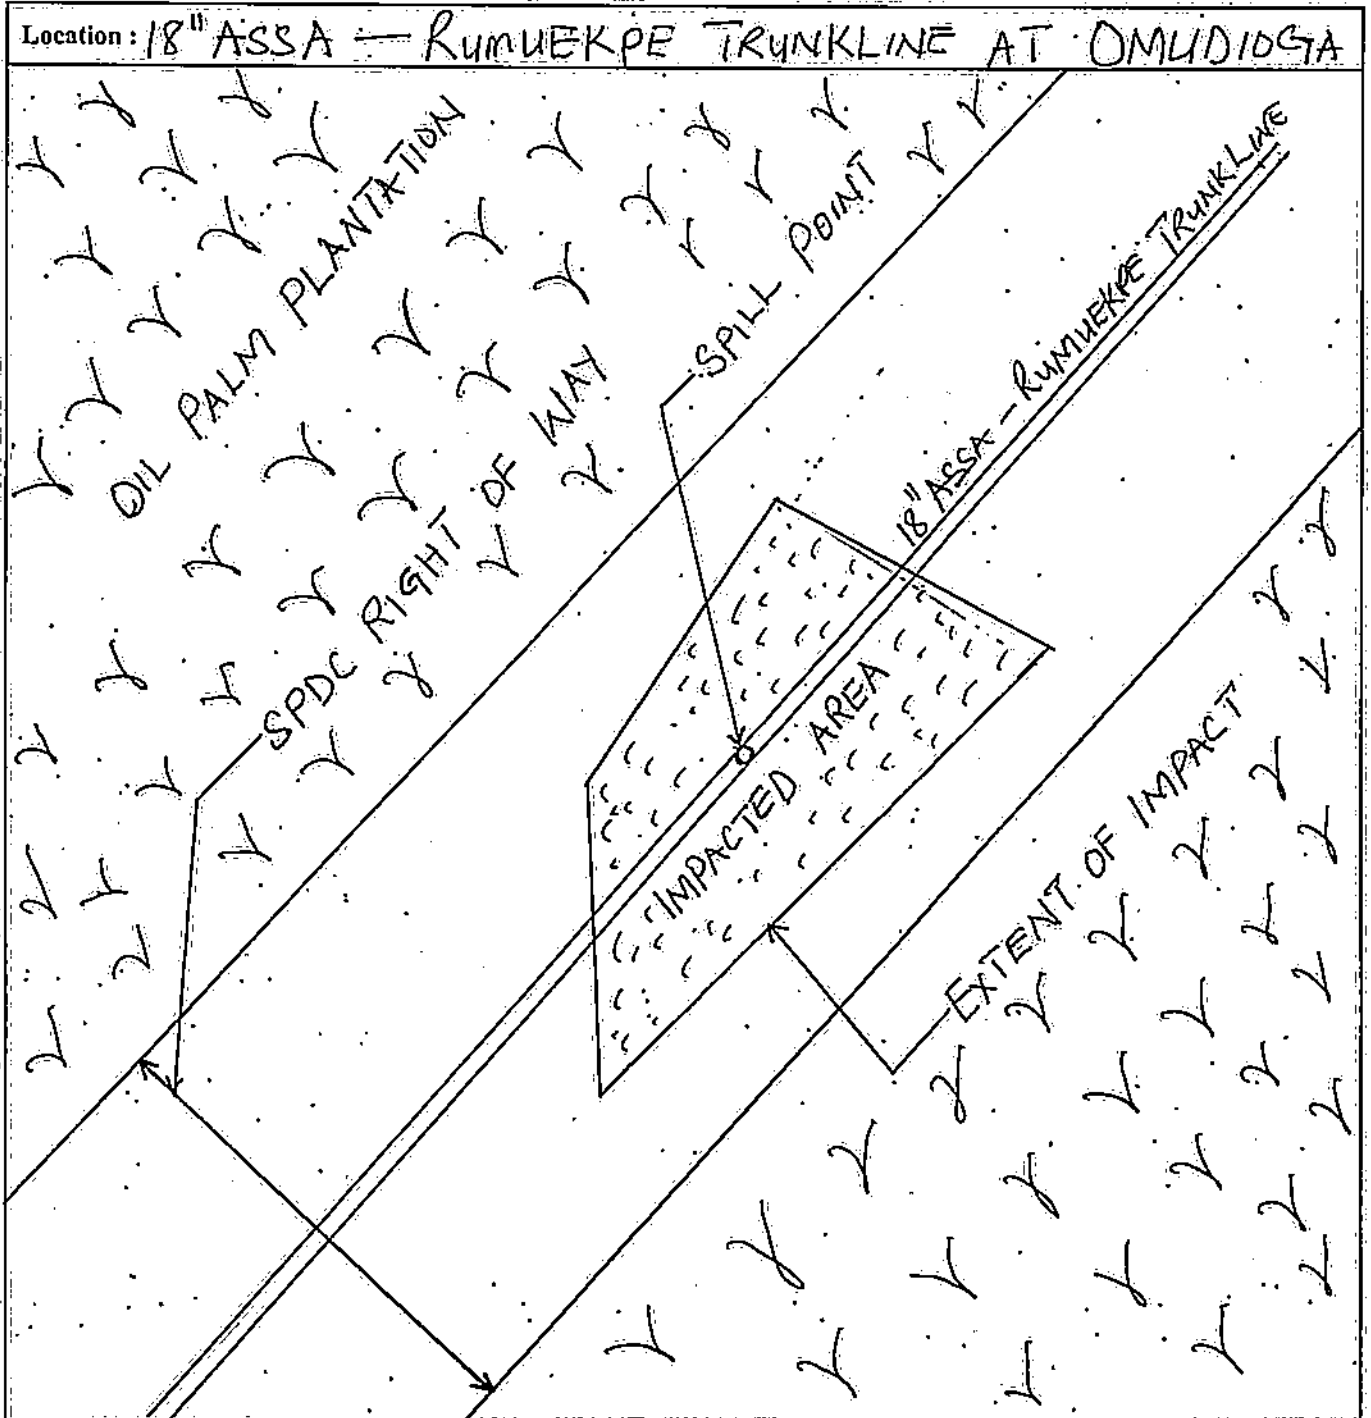 Location: 18" ASSA — RUMUEKPE TRUNKLINE AT OMUDIOGA
OIL PALM PLANTATION
SPILL POINT
18" ASSA - RUMUEKPE TRUNKLINE
SPDC RIGHT OF WAY
IMPACTED AREA
EXTENT OF IMPACT